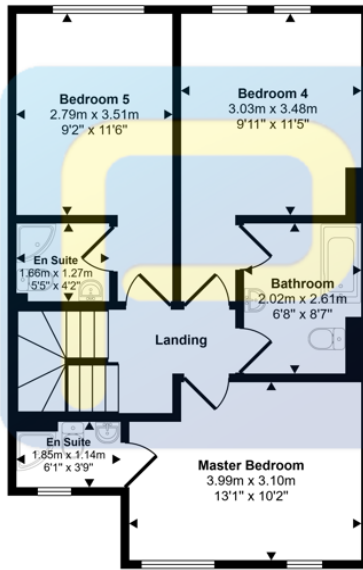 Bedroom 5
2.79m x 3.51m
9'2" x 11'6"
Bedroom 4
3.03m x 3.48m
9'11" x 11'5"
En Suite
1.66m x 1.27m
5'5" x 4'2"
Bathroom
2.02m x 2.61m
6'8" x 8'7"
Landing
En Suite
1.85m x 1.14m
6'1" x 3'9"
Master Bedroom
3.99m x 3.10m
13'1" x 10'2"